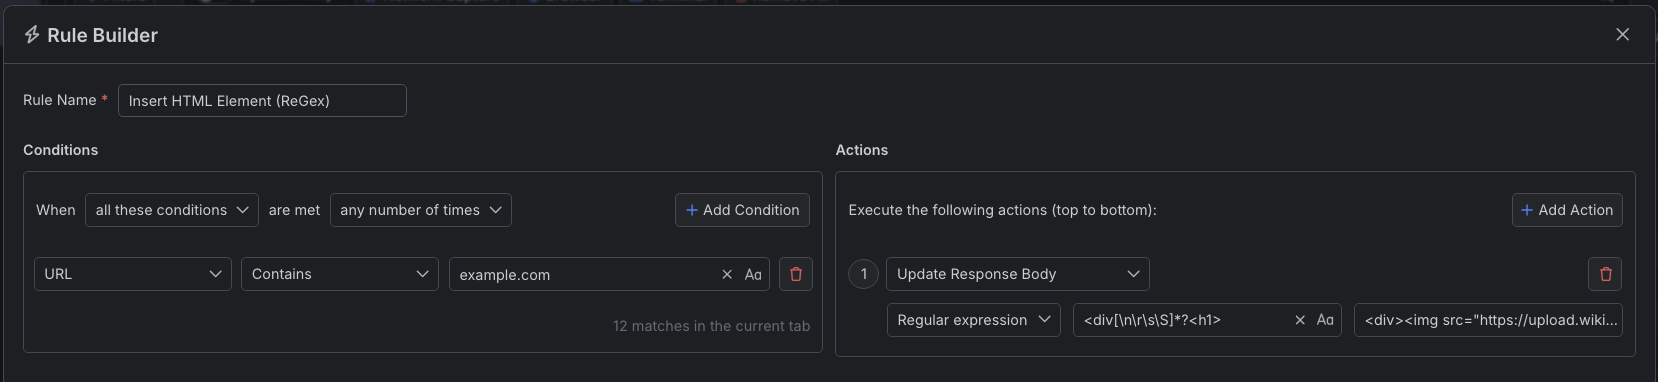 Rule Builder
Rule Name *
Insert HTML Element (ReGex)
Conditions
When all these conditions are met any number of times + Add Condition
URL Contains example.com Aa
12 matches in the current tab
Actions
Execute the following actions (top to bottom): + Add Action
1 Update Response Body
Regular expression <div[\n\r\s\S]*?<h1> Aa <div><img src="https://upload.wiki...